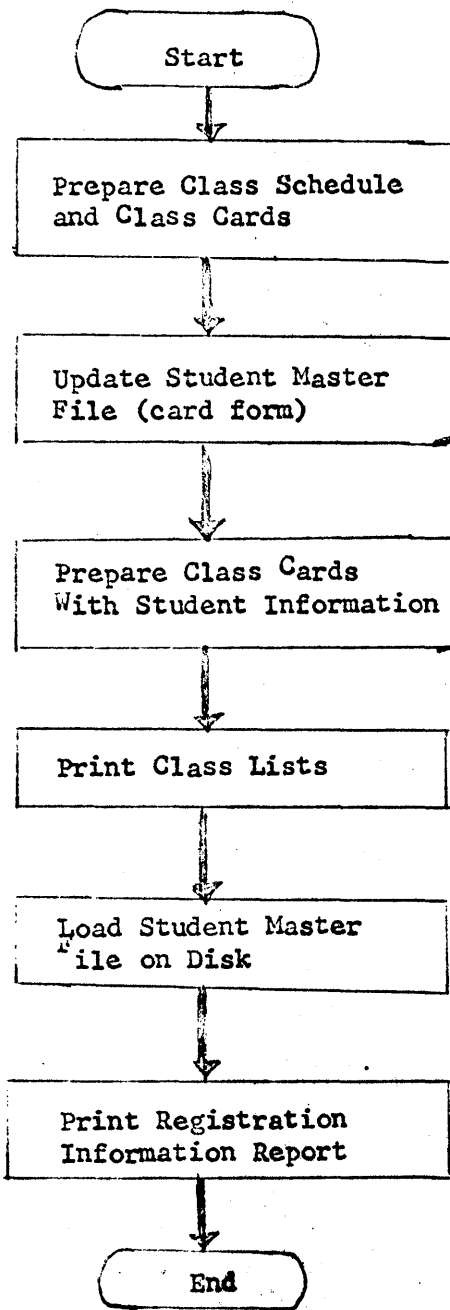 Start
Prepare Class Schedule
and Class Cards
Update Student Master
File (card form)
Prepare Class Cards
With Student Information
Print Class Lists
Load Student Master
File on Disk
Print Registration
Information Report
End